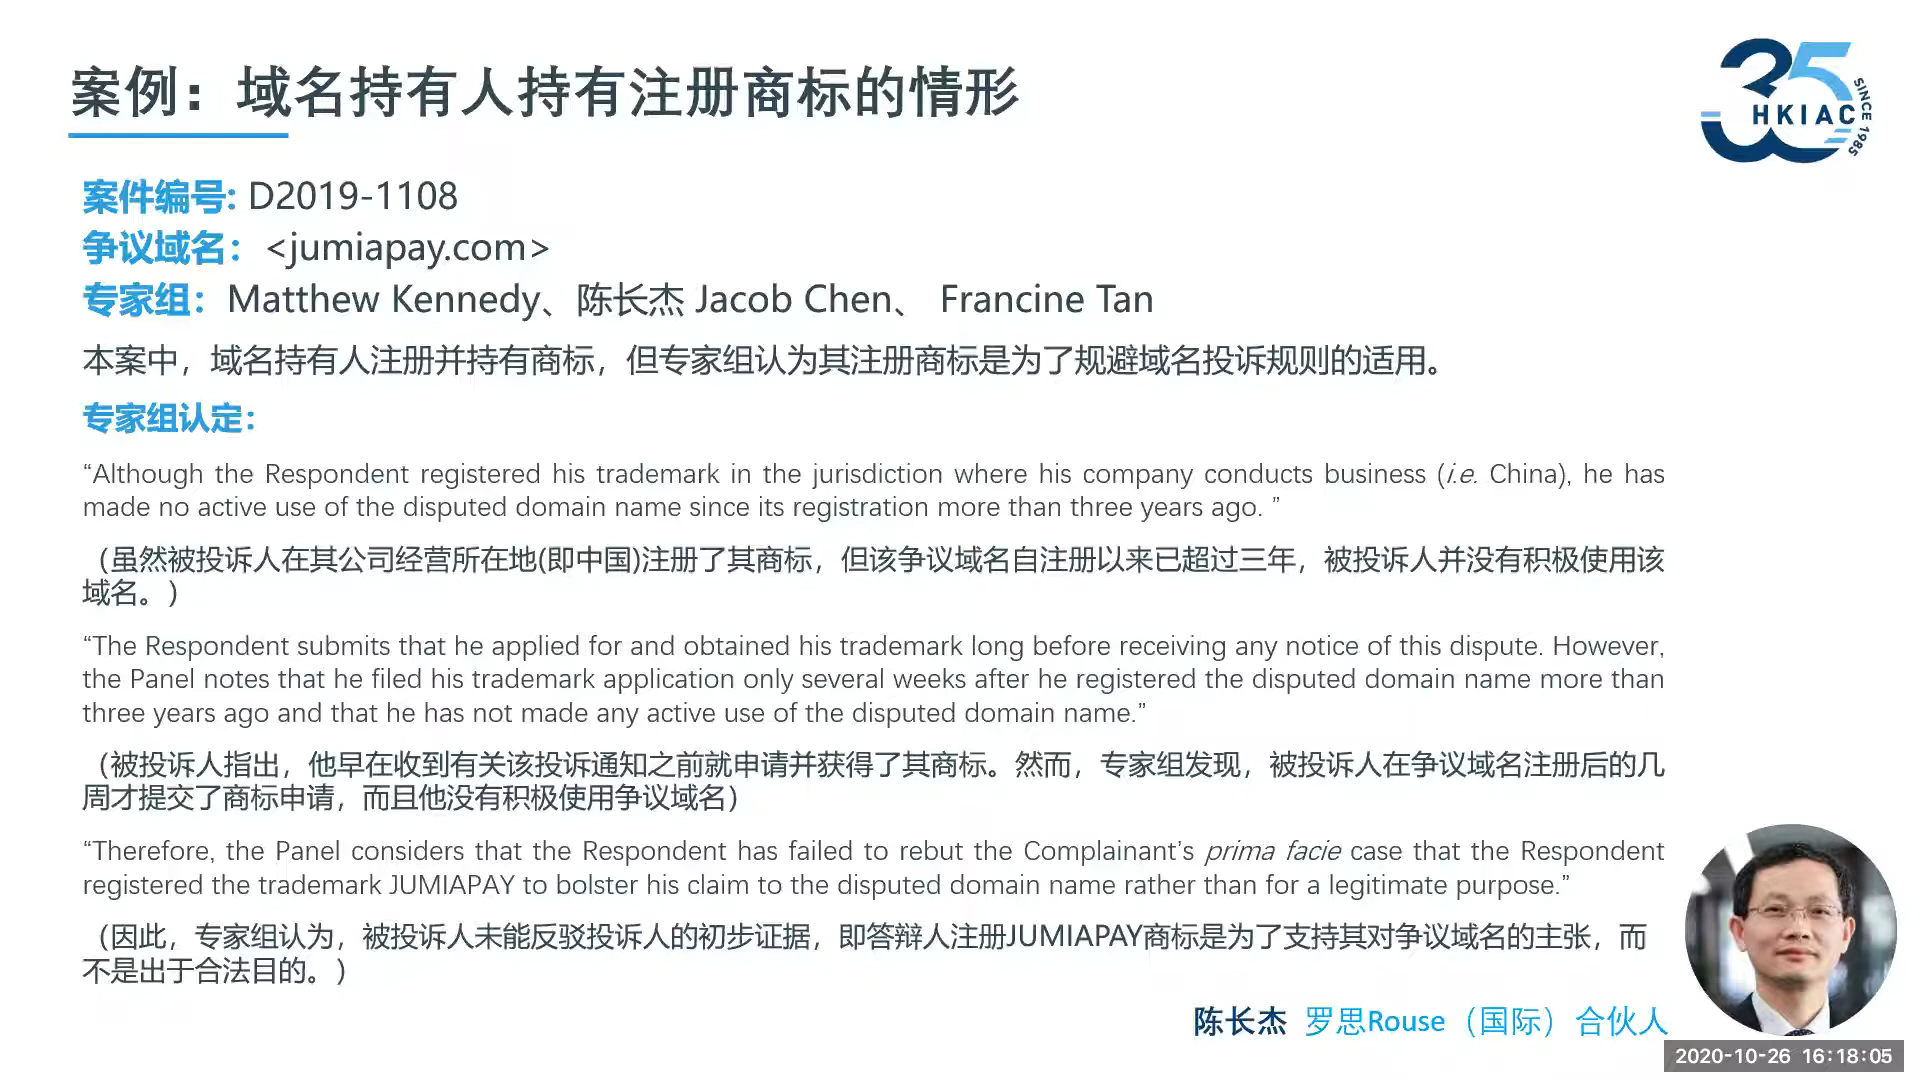 案例：域名持有人持有注册商标的情形
35
HKIAC
SINCE 1985
案件编号: D2019-1108
争议域名：<jumiapay.com>
专家组：Matthew Kennedy、陈长杰 Jacob Chen、 Francine Tan
本案中，域名持有人注册并持有商标，但专家组认为其注册商标是为了规避域名投诉规则的适用。
专家组认定：
“Although the Respondent registered his trademark in the jurisdiction where his company conducts business (i.e. China), he has
made no active use of the disputed domain name since its registration more than three years ago. ”
（虽然被投诉人在其公司经营所在地(即中国)注册了其商标，但该争议域名自注册以来已超过三年，被投诉人并没有积极使用该
域名。）
“The Respondent submits that he applied for and obtained his trademark long before receiving any notice of this dispute. However,
the Panel notes that he filed his trademark application only several weeks after he registered the disputed domain name more than
three years ago and that he has not made any active use of the disputed domain name.”
（被投诉人指出，他早在收到有关该投诉通知之前就申请并获得了其商标。然而，专家组发现，被投诉人在争议域名注册后的几
周才提交了商标申请，而且他没有积极使用争议域名）
“Therefore, the Panel considers that the Respondent has failed to rebut the Complainant’s prima facie case that the Respondent
registered the trademark JUMIAPAY to bolster his claim to the disputed domain name rather than for a legitimate purpose.”
（因此，专家组认为，被投诉人未能反驳投诉人的初步证据，即答辩人注册JUMIAPAY商标是为了支持其对争议域名的主张，而
不是出于合法目的。）
陈长杰 罗思Rouse（国际）合伙人
2020-10-26 16:18:05